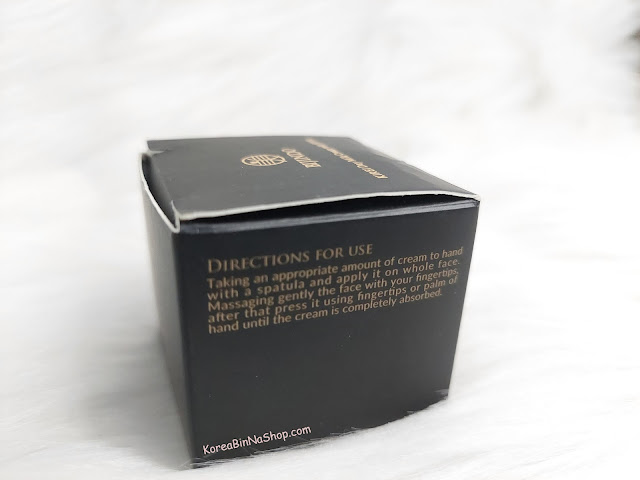 DIRECTIONS FOR USE
Taking an appropriate amount of cream to hand
with a spatula and apply it on whole face.
Massaging gently the face with your fingertips,
after that press it using fingertips or palm of
hand until the cream is completely absorbed.
KoreaBinNaShop.com